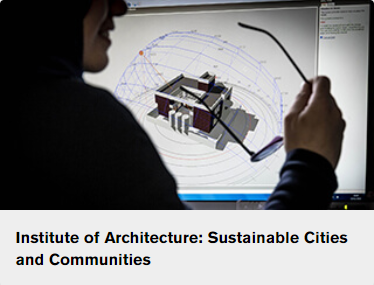 Institute of Architecture: Sustainable Cities
and Communities